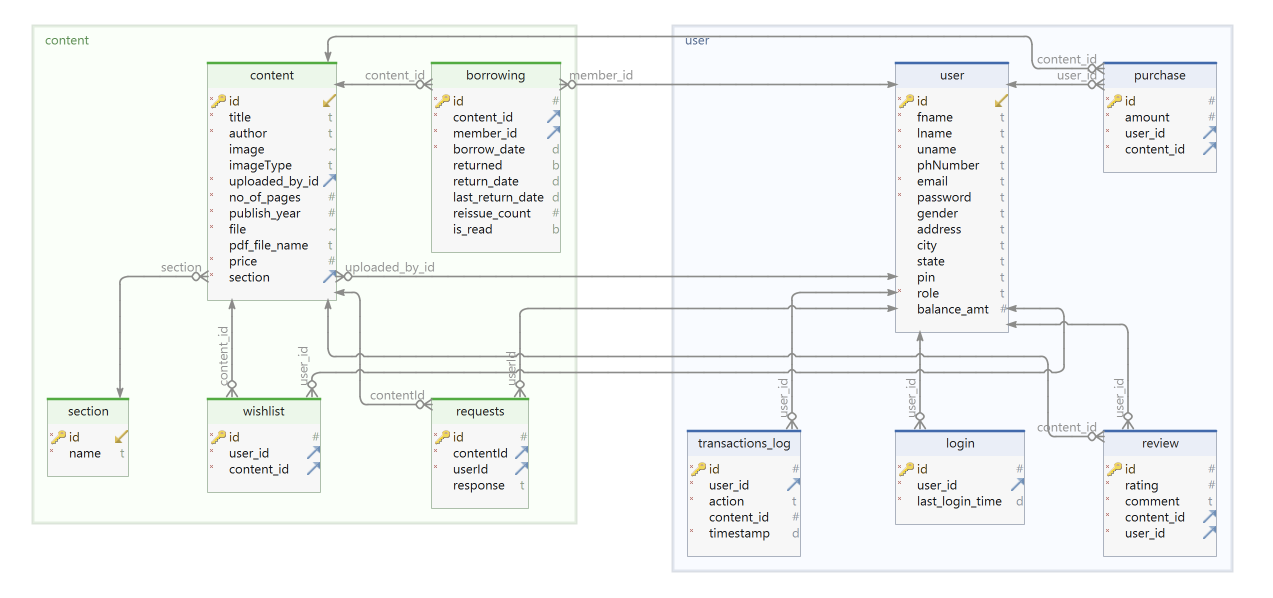 content
user
content
id #
title t
author t
image ~
imageType t
uploaded_by_id
no_of_pages #
publish_year #
file ~
pdf_file_name t
price #
section
borrowing
id #
content_id
member_id
borrow_date d
returned b
return_date d
last_return_date d
reissue_count #
is_read b
user
id
fname t
lname t
uname t
phNumber t
email t
password t
gender t
address t
city t
state t
pin t
role t
balance_amt #
purchase
id #
amount #
user_id
content_id
content_id
member_id
content_id
user_id
section
uploaded_by_id
content_id
user_id
contentId
userId
user_id
user_id
content_id
user_id
section
id
name t
wishlist
id #
user_id
content_id
requests
id #
contentId
userId
response t
transactions_log
id #
user_id
action t
content_id #
timestamp d
login
id #
user_id
last_login_time d
review
id #
rating #
comment t
content_id
user_id